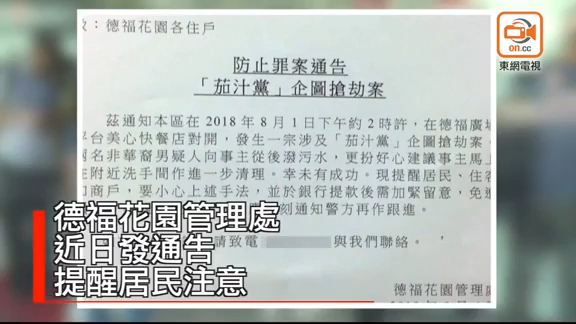 ：德福花園各住戶
防止罪案通告
「茄汁黨」企圖搶劫案
茲通知本區在2018年8月1日下午約2時許，在德福廣場
平台美心快餐店對開，發生一宗涉及「茄汁黨」企圖搶劫案。
名非華裔男疑人向事主從後潑污水，更扮好心建議事主馬
往附近洗手間作進一步清理。幸未有成功。現提醒居民、住客
和商戶，要小心上述手法，並於銀行提款後需加緊留意，免
刻通知警方再作跟進。
請致電
與我們聯絡。
德福花園管理處
德福花園管理處
近日發通告
提醒居民注意
on.cc
東網電視